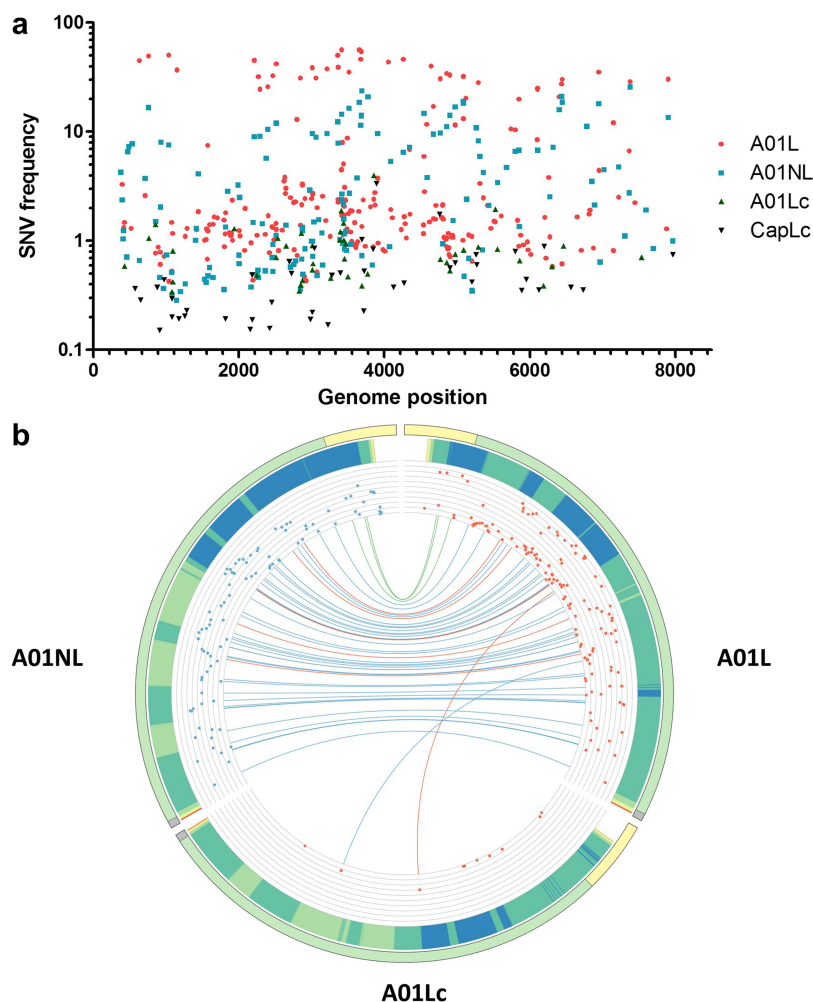 a
100
10
1
0.1
SNV frequency
0
2000
4000
6000
8000
Genome position
A01L
A01NL
A01Lc
CapLc
b
A01NL
A01L
A01Lc